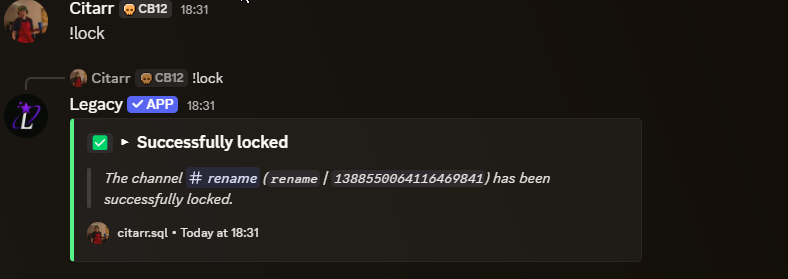 Citarr CB12 18:31
!lock
Citarr CB12 !lock
Legacy APP 18:31
Successfully locked
The channel # rename (rename | 1388550064116469841) has been
successfully locked.
citarr.sql • Today at 18:31